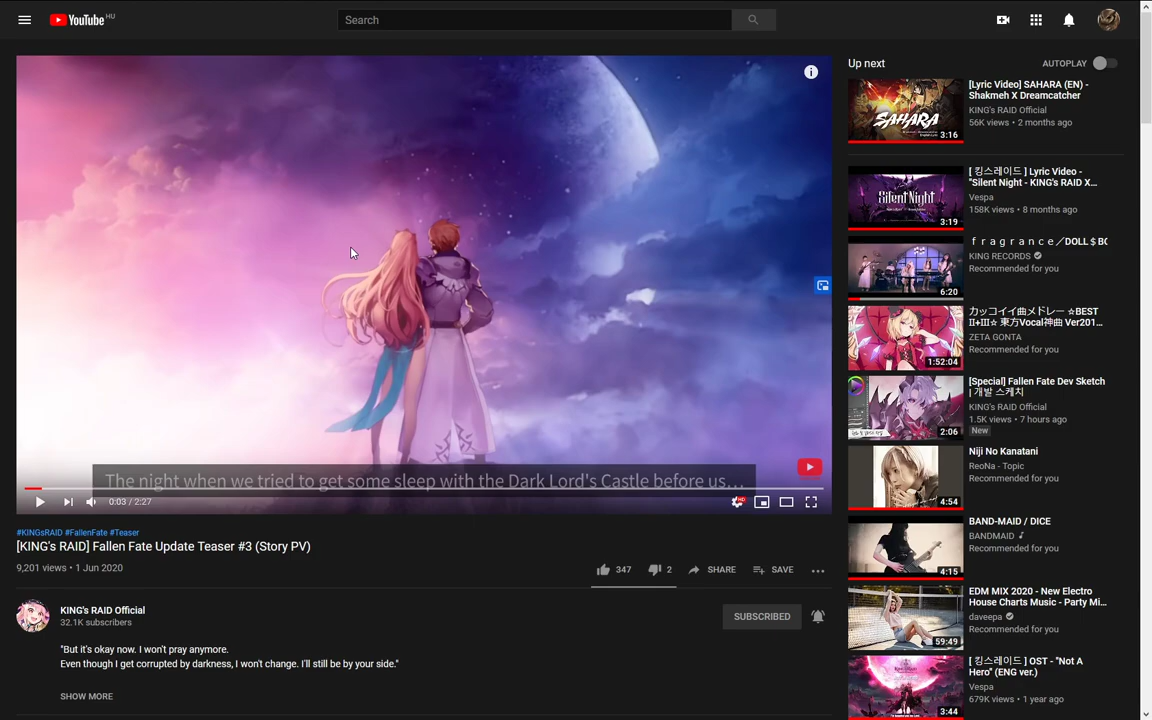 YouTube HU
Search
The night when we tried to get some sleep with the Dark Lord's Castle before us...
0:03 / 2:27
HD
#KINGsRAID #FallenFate #Teaser
[KING's RAID] Fallen Fate Update Teaser #3 (Story PV)
9,201 views • 1 Jun 2020
347
2
SHARE
SAVE
KING's RAID Official
32.1K subscribers
SUBSCRIBED
"But it's okay now. I won't pray anymore.
Even though I get corrupted by darkness, I won't change. I'll still be by your side."
SHOW MORE
Up next
AUTOPLAY
SAHARA
3:16
[Lyric Video] SAHARA (EN) -
Shakmeh X Dreamcatcher
KING's RAID Official
56K views • 2 months ago
Silent Night
3:19
[ 킹스레이드 ] Lyric Video -
"Silent Night - KING's RAID X...
Vespa
158K views • 8 months ago
6:20
ｆｒａｇｒａｎｃｅ／DOLL＄BO
KING RECORDS
Recommended for you
1:52:04
カッコイイ曲メドレー ☆BEST
II+III☆ 東方Vocal神曲 Ver201...
ZETA GONTA
Recommended for you
2:06
[Special] Fallen Fate Dev Sketch
| 개발 스케치
KING's RAID Official
1.5K views • 7 hours ago
New
4:54
Niji No Kanatani
ReoNa - Topic
Recommended for you
4:15
BAND-MAID / DICE
BANDMAID
Recommended for you
59:49
EDM MIX 2020 - New Electro
House Charts Music - Party Mi...
daveepa
Recommended for you
3:44
[ 킹스레이드 ] OST - "Not A
Hero" (ENG ver.)
Vespa
679K views • 1 year ago